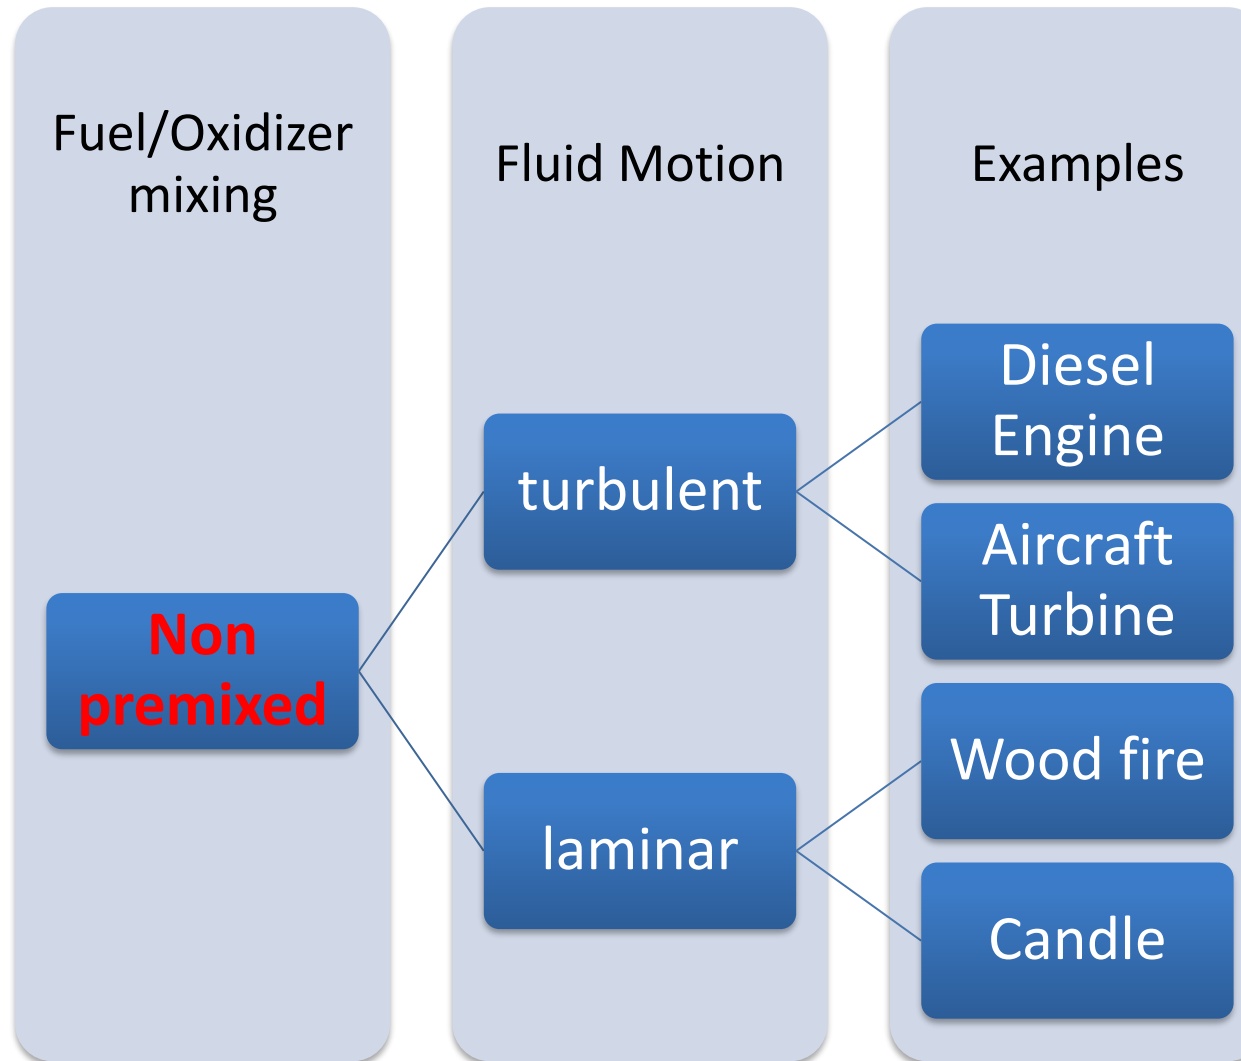 Fuel/Oxidizer
mixing
Fluid Motion
Examples
Non
premixed
turbulent
laminar
Diesel
Engine
Aircraft
Turbine
Wood fire
Candle